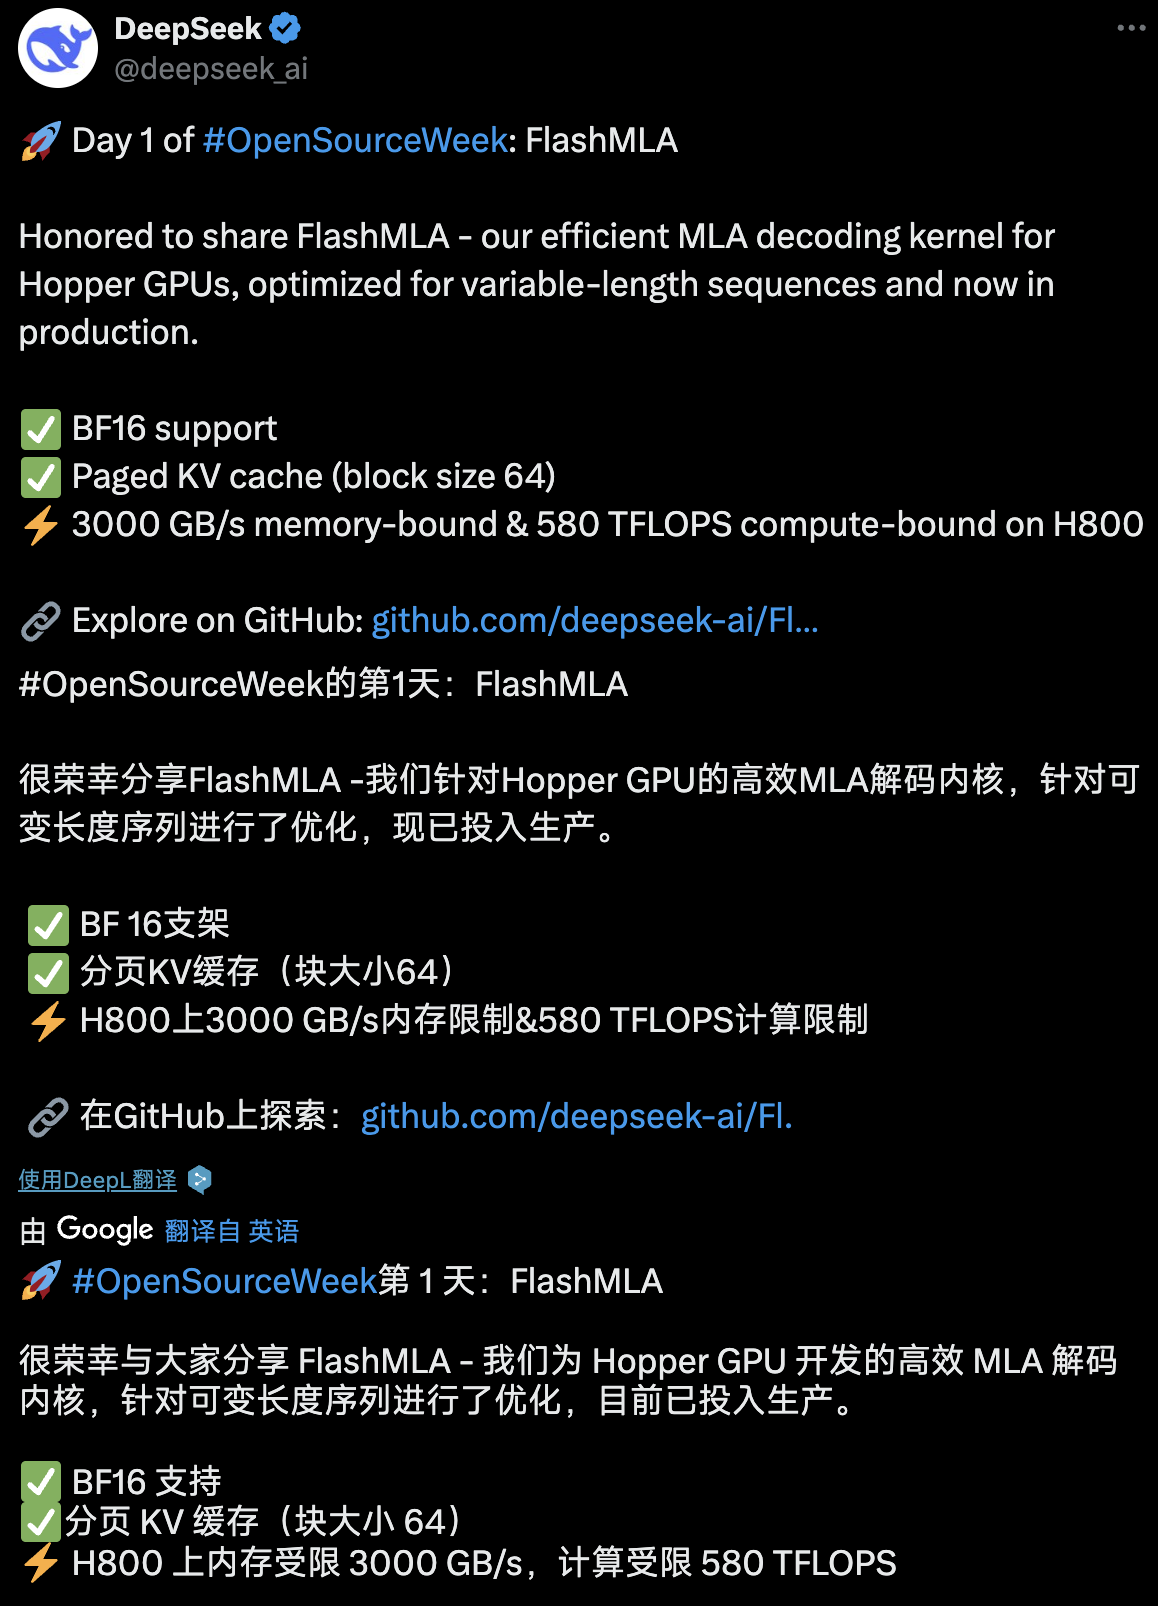 DeepSeek
@deepseek_ai
🚀 Day 1 of #OpenSourceWeek: FlashMLA
Honored to share FlashMLA - our efficient MLA decoding kernel for
Hopper GPUs, optimized for variable-length sequences and now in
production.
✅ BF16 support
✅ Paged KV cache (block size 64)
⚡ 3000 GB/s memory-bound & 580 TFLOPS compute-bound on H800
🔗 Explore on GitHub: github.com/deepseek-ai/Fl…
#OpenSourceWeek的第1天：FlashMLA
很荣幸分享FlashMLA -我们针对Hopper GPU的高效MLA解码内核，针对可
变长度序列进行了优化，现已投入生产。
✅ BF 16支架
✅ 分页KV缓存（块大小64）
⚡ H800上3000 GB/s内存限制&580 TFLOPS计算限制
🔗 在GitHub上探索：github.com/deepseek-ai/Fl.
使用DeepL翻译
由 Google 翻译自 英语
🚀 #OpenSourceWeek第 1 天：FlashMLA
很荣幸与大家分享 FlashMLA - 我们为 Hopper GPU 开发的高效 MLA 解码
内核，针对可变长度序列进行了优化，目前已投入生产。
✅ BF16 支持
✅分页 KV 缓存（块大小 64）
⚡ H800 上内存受限 3000 GB/s，计算受限 580 TFLOPS